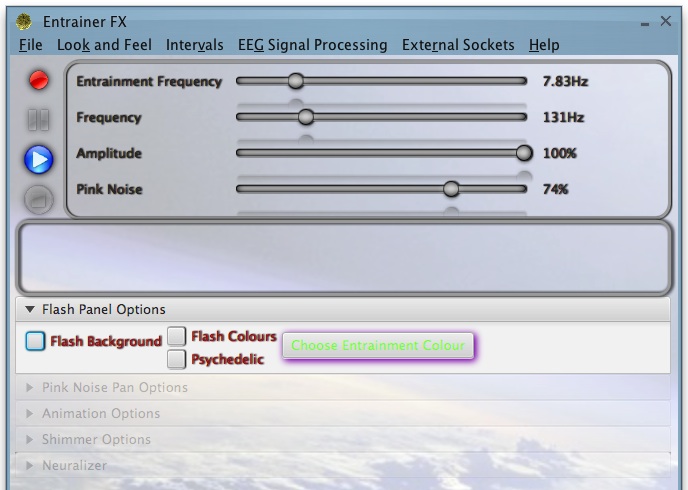 Entrainer FX
File Look and Feel Intervals EEG Signal Processing External Sockets Help
Entrainment Frequency 7.83Hz
Frequency 131Hz
Amplitude 100%
Pink Noise 74%
Flash Panel Options
Flash Background Flash Colours Choose Entrainment Colour
Psychedelic
Pink Noise Pan Options
Animation Options
Shimmer Options
Neuralizer